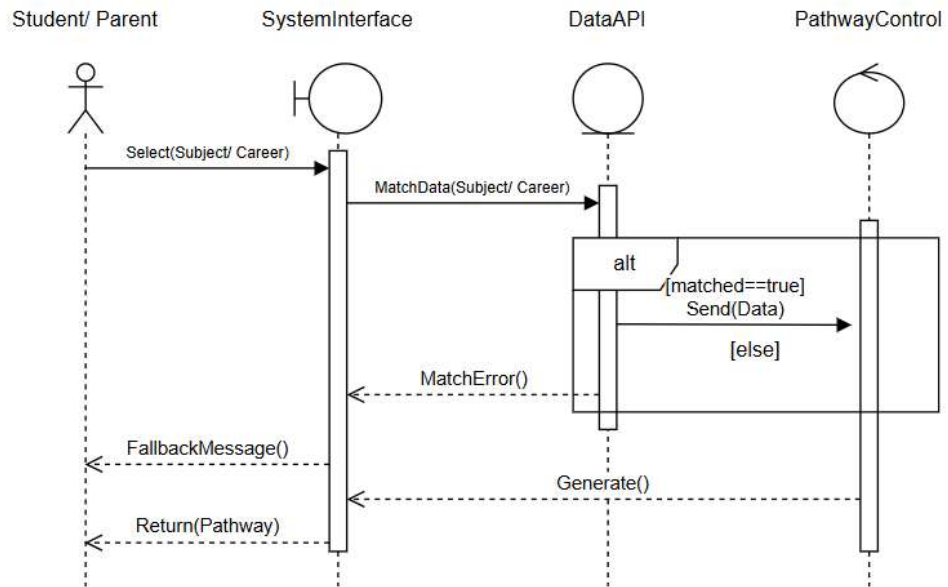 Student/ Parent
SystemInterface
DataAPI
PathwayControl
Select(Subject/ Career)
MatchData(Subject/ Career)
alt
[matched==true]
Send(Data)
[else]
MatchError()
FallbackMessage()
Generate()
Return(Pathway)